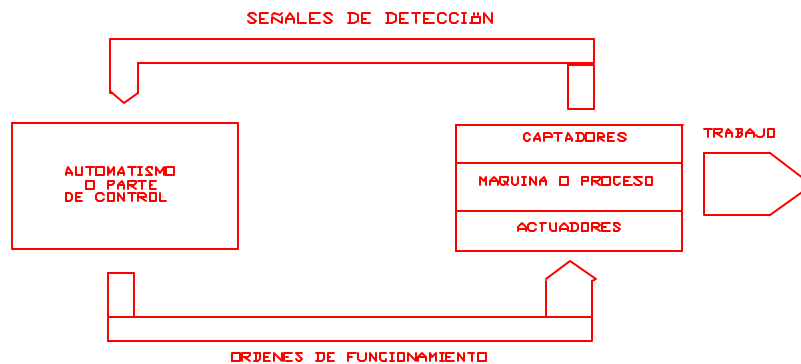 SEÑALES DE DETECCIÓN
CAPTADORES
TRABAJO
AUTOMATISMO
O PARTE
DE CONTROL
MAQUINA O PROCESO
ACTUADORES
ORDENES DE FUNCIONAMIENTO